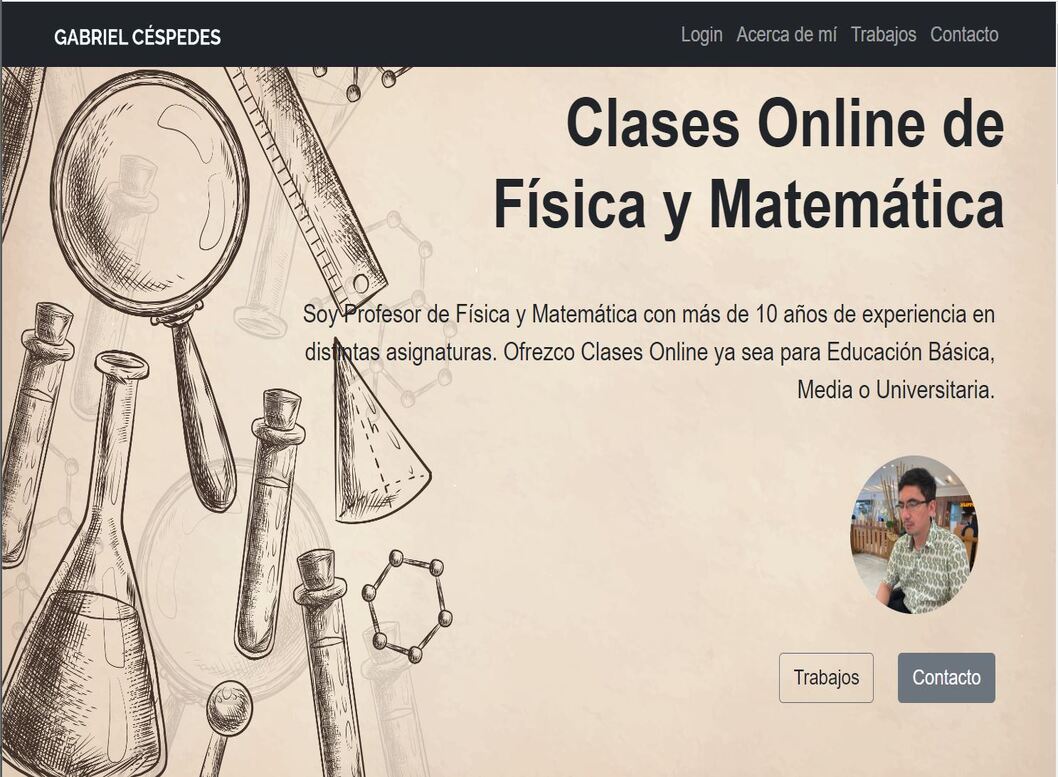 GABRIEL CÉSPEDES
Login Acerca de mí Trabajos Contacto
Clases Online de
Física y Matemática
Soy Profesor de Física y Matemática con más de 10 años de experiencia en
distintas asignaturas. Ofrezco Clases Online ya sea para Educación Básica,
Media o Universitaria.
Trabajos
Contacto